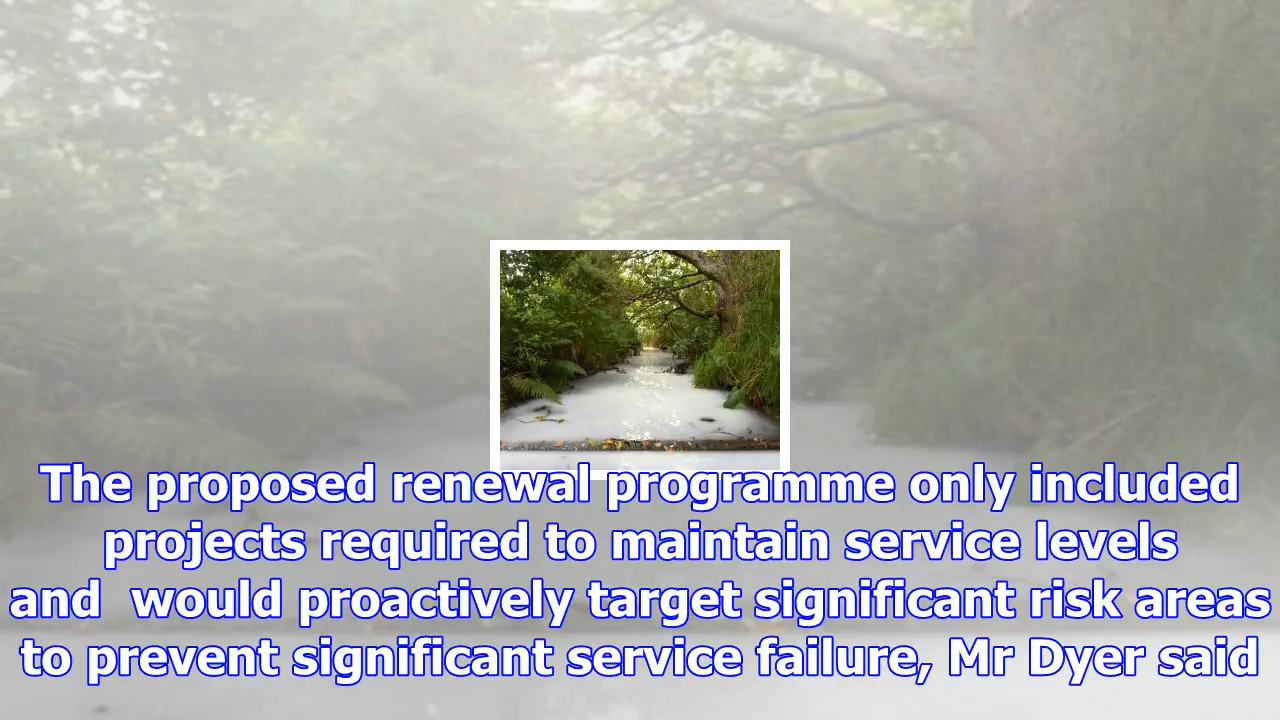 The proposed renewal programme only included
projects required to maintain service levels
and  would proactively target significant risk areas
to prevent significant service failure, Mr Dyer said